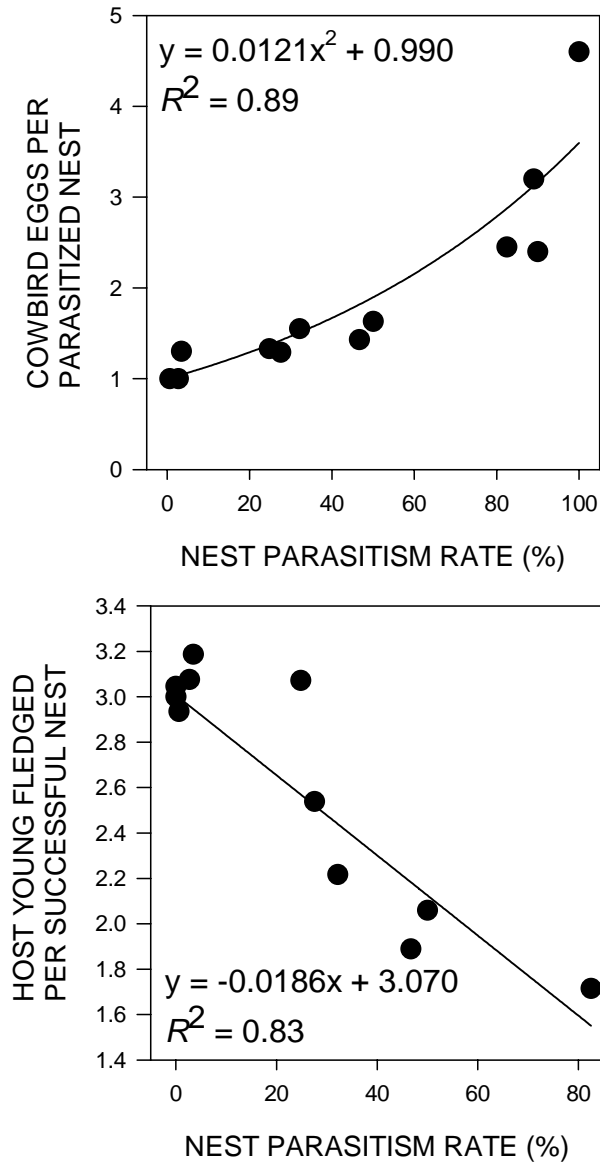 5
y = 0.0121x² + 0.990
R² = 0.89
4
3
2
1
0
COWBIRD EGGS PER
PARASITIZED NEST
0 20 40 60 80 100
NEST PARASITISM RATE (%)
3.4
3.2
3.0
2.8
2.6
2.4
2.2
2.0
1.8
1.6
1.4
HOST YOUNG FLEDGED
PER SUCCESSFUL NEST
y = -0.0186x + 3.070
R² = 0.83
0 20 40 60 80
NEST PARASITISM RATE (%)